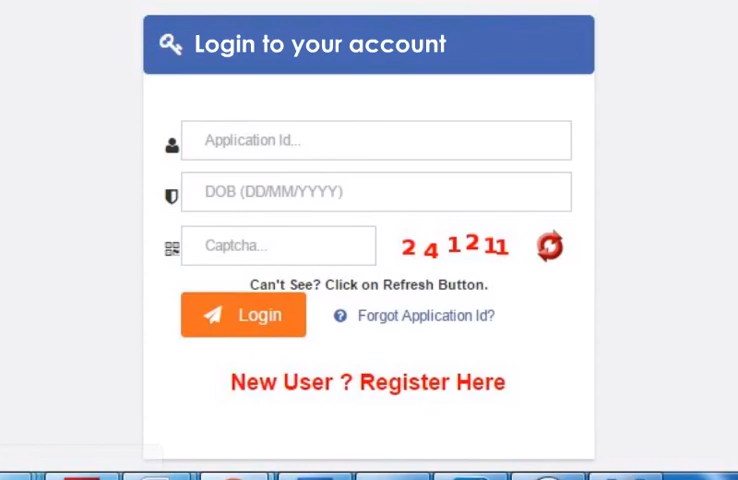 Login to your account
Application Id...
DOB (DD/MM/YYYY)
Captcha... 241211
Can't See? Click on Refresh Button.
Login Forgot Application Id?
New User ? Register Here